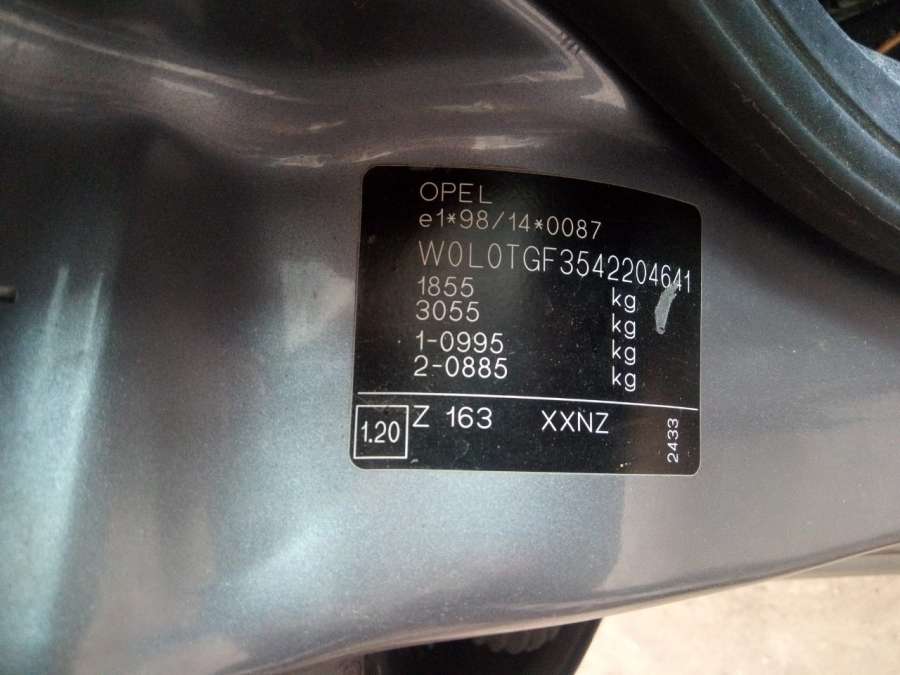 OPEL
e1*98/14*0087
W0L0TGF3542204641
1855 kg
3055 kg
1-0995 kg
2-0885 kg
1.20 Z 163 XXNZ 2433